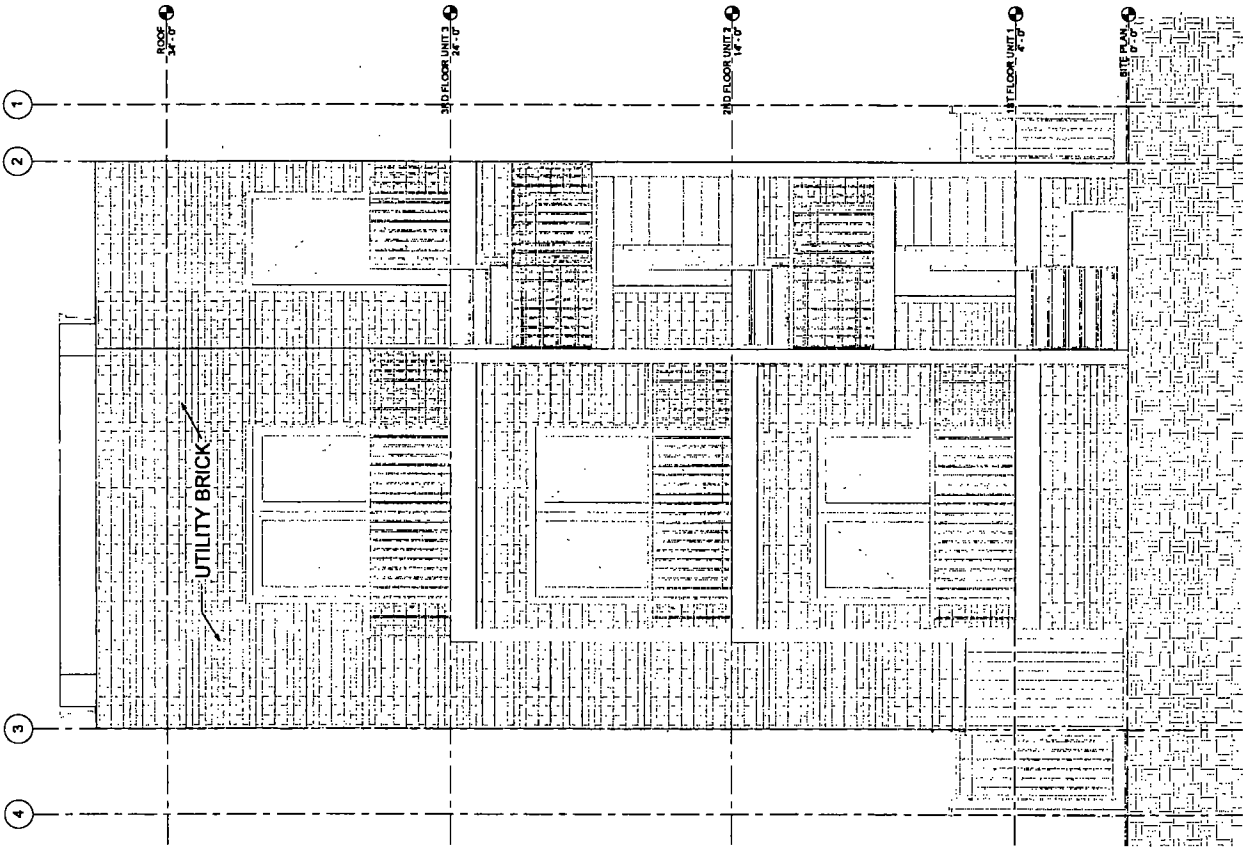 ROOF
34' - 0"
3RD FLOOR UNIT 3
24' - 0"
2ND FLOOR UNIT 2
14' - 0"
1ST FLOOR UNIT 1
4' - 0"
SITE PLAN
0' - 0"
1
2
3
4
UTILITY BRICK